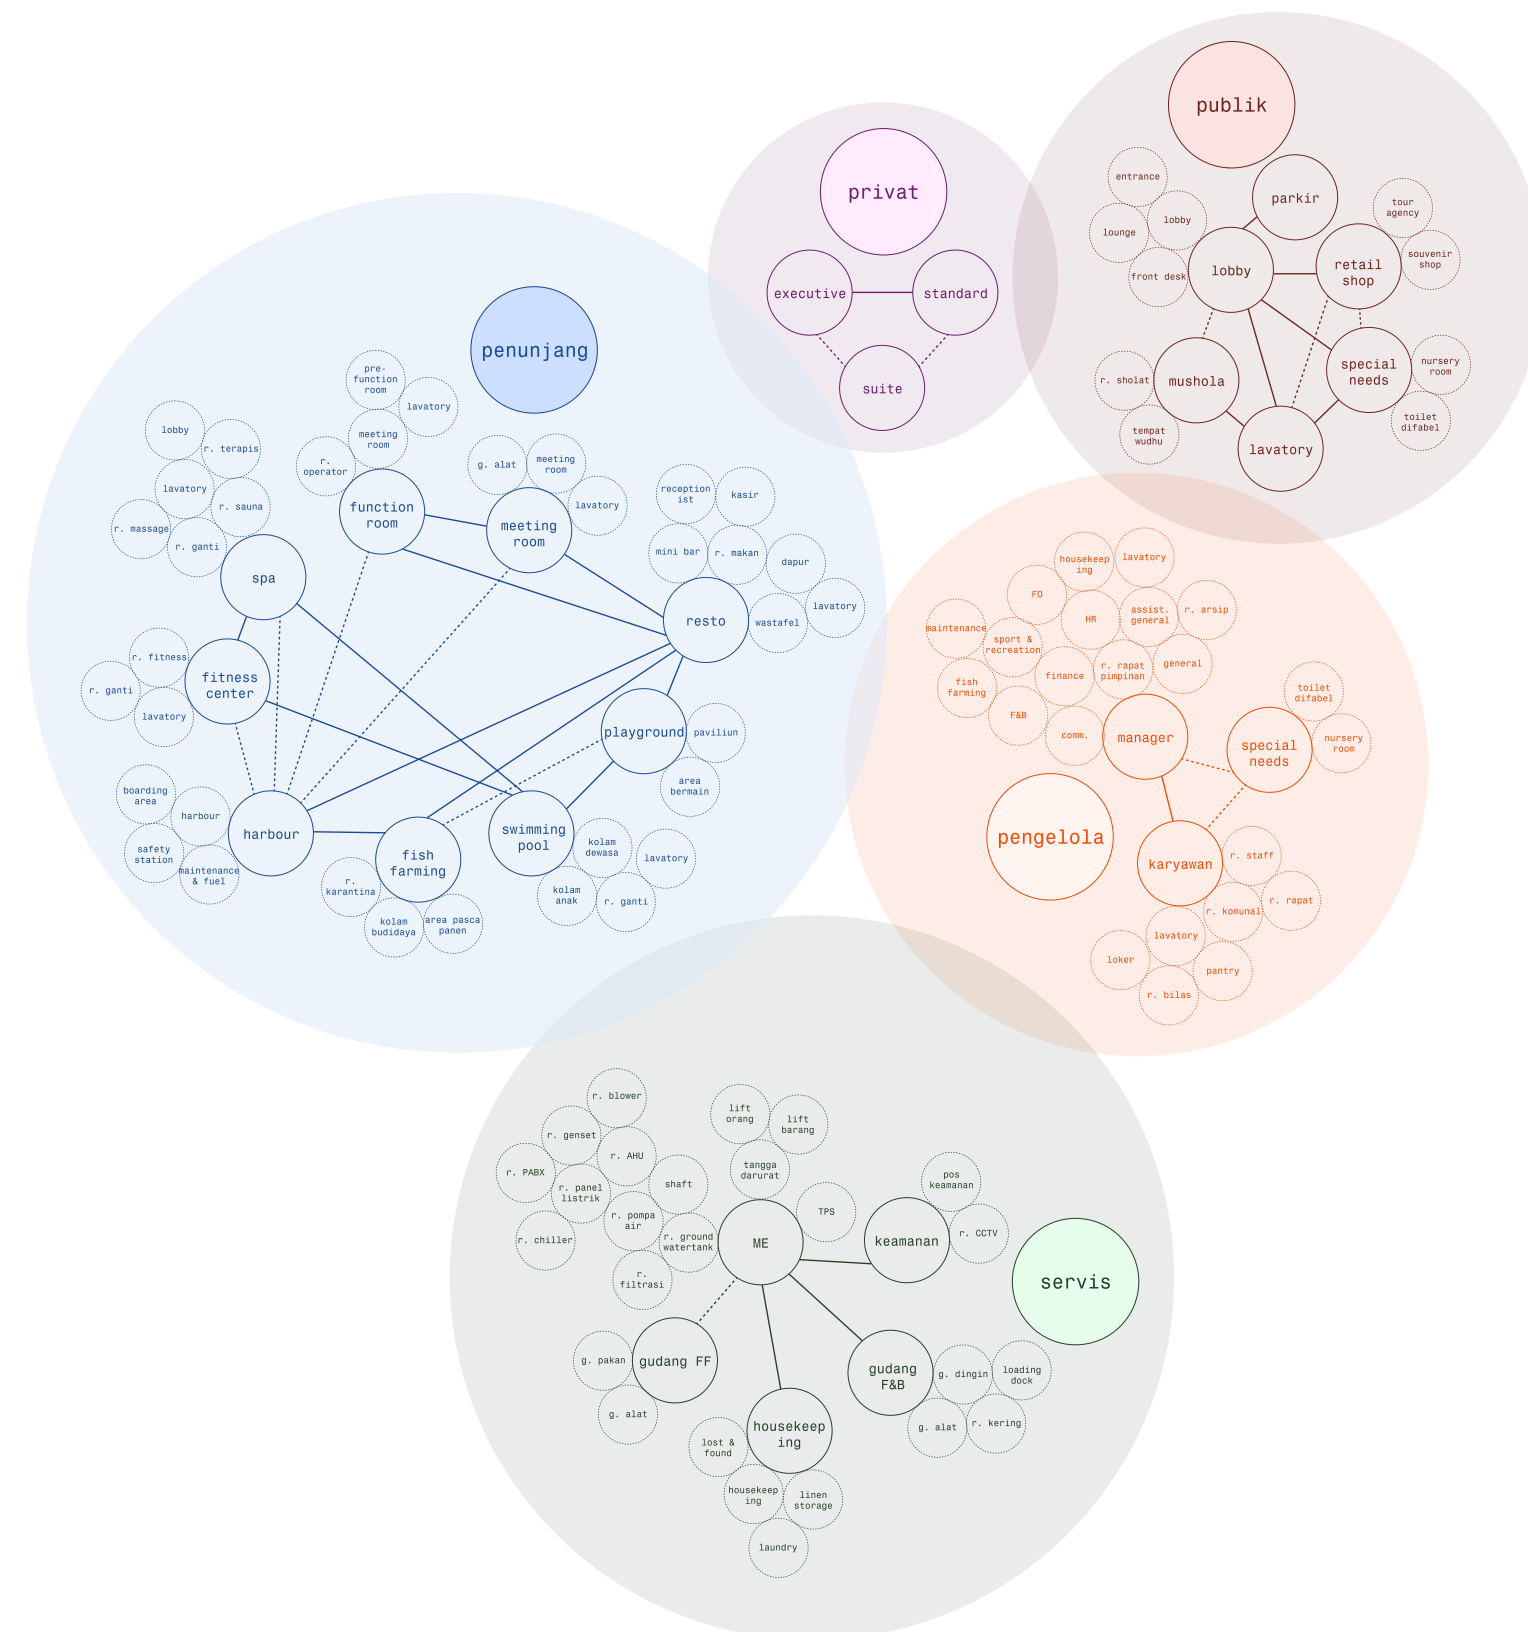 publik
parkir
entrance
lobby
lounge
front desk
lobby
retail
shop
tour
agency
souvenir
shop
r. sholat
mushola
tempat
wudhu
lavatory
special
needs
nursery
room
toilet
difabel
privat
executive
standard
suite
penunjang
pre-
function
room
lavatory
meeting
room
r.
operator
function
room
g. alat
meeting
room
lavatory
meeting
room
lobby
r. terapis
lavatory
r. sauna
r. massage
r. ganti
spa
reception
ist
kasir
mini bar
r. makan
dapur
lavatory
wastafel
resto
r. fitness
r. ganti
lavatory
fitness
center
playground
paviliun
area
bermain
boarding
area
harbour
safety
station
maintenance
& fuel
harbour
fish
farming
r.
karantina
kolam
budidaya
area pasca
panen
swimming
pool
kolam
dewasa
lavatory
kolam
anak
r. ganti
housekeep
ing
lavatory
FO
HR
assist.
general
r. arsip
maintenance
sport &
recreation
finance
r. rapat
pimpinan
general
fish
farming
F&B
comm.
manager
toilet
difabel
special
needs
nursery
room
pengelola
karyawan
r. staff
r. komunal
r. rapat
lavatory
loker
pantry
r. bilas
r. blower
r. genset
r. AHU
r. PABX
r. panel
listrik
shaft
r. pompa
air
r. chiller
r. ground
watertank
r.
filtrasi
lift
orang
lift
barang
tangga
darurat
TPS
ME
pos
keamanan
r. CCTV
keamanan
servis
g. pakan
gudang FF
g. alat
gudang
F&B
g. dingin
loading
dock
g. alat
r. kering
housekeep
ing
lost &
found
housekeep
ing
linen
storage
laundry